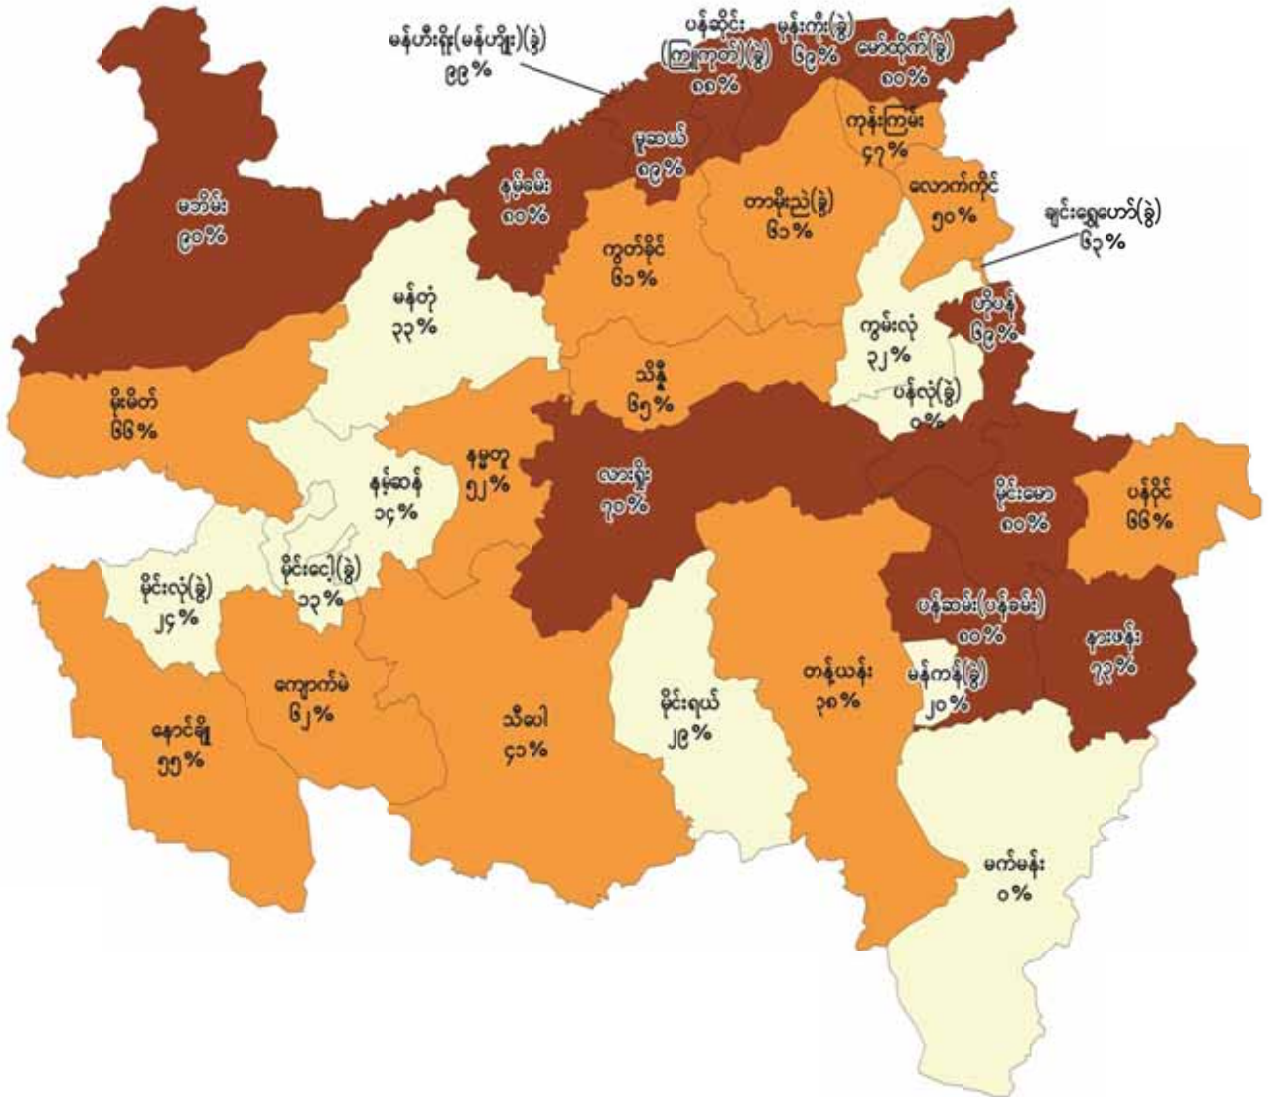 မန်ဟီးရိုး(မန်ဟျိုး)(ခွဲ)
၉၉%
ပန်ဆိုင်း
(ကြူကုတ်)(ခွဲ)
၈၈%
မုန်းကိုး(ခွဲ)
၆၉%
မော်ထိုက်(ခွဲ)
၈၀%
ကုန်းကြမ်း
၄၇%
မူဆယ်
၈၉%
နမ့်ခမ်း
၈၀%
မဘိမ်း
၉၀%
တာမိုးညဲ(ခွဲ)
၆၁%
လောက်ကိုင်
၅၀%
ချင်းရွှေဟော်(ခွဲ)
၆၃%
ကွတ်ခိုင်
၆၁%
မန်တုံ
၃၃%
ကွမ်းလုံ
၃၂%
ဟိုပန်
၆၉%
ပန်လုံ(ခွဲ)
၀%
မိုးမိတ်
၆၆%
သိန္နီ
၆၅%
နမ္မတူ
၅၂%
နမ့်ဆန်
၁၄%
လားရှိုး
၇၀%
မိုင်းမော
၈၀%
ပန်ဝိုင်
၆၆%
မိုင်းလုံ(ခွဲ)
၂၄%
မိုင်းငေါ့(ခွဲ)
၁၃%
ပန်ဆမ်း(ပန်ခမ်း)
၈၀%
နားဖန်း
၇၃%
မန်ကန်(ခွဲ)
၂၀%
ကျောက်မဲ
၆၂%
နောင်ချို
၅၅%
သီပေါ
၄၁%
မိုင်းရယ်
၂၉%
တန့်ယန်း
၃၈%
မက်မန်း
၀%